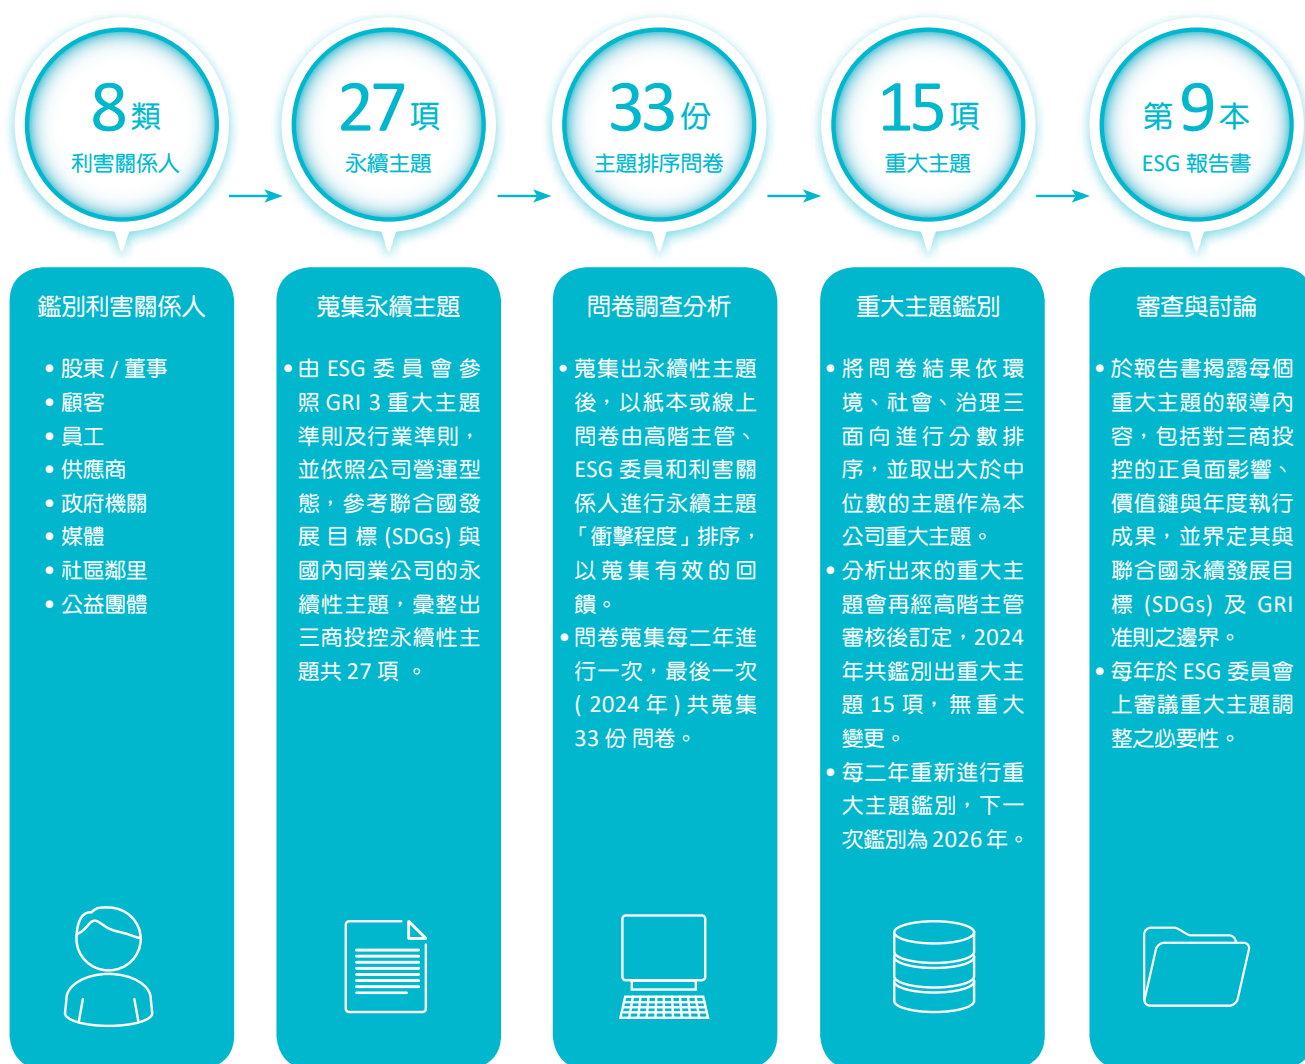 8類
利害關係人
27項
永續主題
33份
主題排序問卷
15項
重大主題
第9本
ESG 報告書
鑑別利害關係人
• 股東 / 董事
• 顧客
• 員工
• 供應商
• 政府機關
• 媒體
• 社區鄰里
• 公益團體
蒐集永續主題
• 由 ESG 委員會參
照 GRI 3 重大主題
準則及行業準則，
並依照公司營運型
態，參考聯合國發
展目標 (SDGs) 與
國內同業公司的永
續性主題，彙整出
三商投控永續性主
題共 27 項 。
問卷調查分析
• 蒐集出永續性主題
後，以紙本或線上
問卷由高階主管、
ESG 委員和利害關
係人進行永續主題
「衝擊程度」排序，
以蒐集有效的回
饋。
• 問卷蒐集每二年進
行一次，最後一次
( 2024 年 ) 共蒐集
33 份 問卷。
重大主題鑑別
• 將問卷結果依環
境、社會、治理三
面向進行分數排
序，並取出大於中
位數的主題作為本
公司重大主題。
• 分析出來的重大主
題會再經高階主管
審核後訂定，2024
年共鑑別出重大主
題 15 項，無重大
變更。
• 每二年重新進行重
大主題鑑別，下一
次鑑別為 2026 年。
審查與討論
• 於報告書揭露每個
重大主題的報導內
容，包括對三商投
控的正負面影響、
價值鏈與年度執行
成果，並界定其與
聯合國永續發展目
標 (SDGs) 及 GRI
准則之邊界。
• 每年於 ESG 委員會
上審議重大主題調
整之必要性。